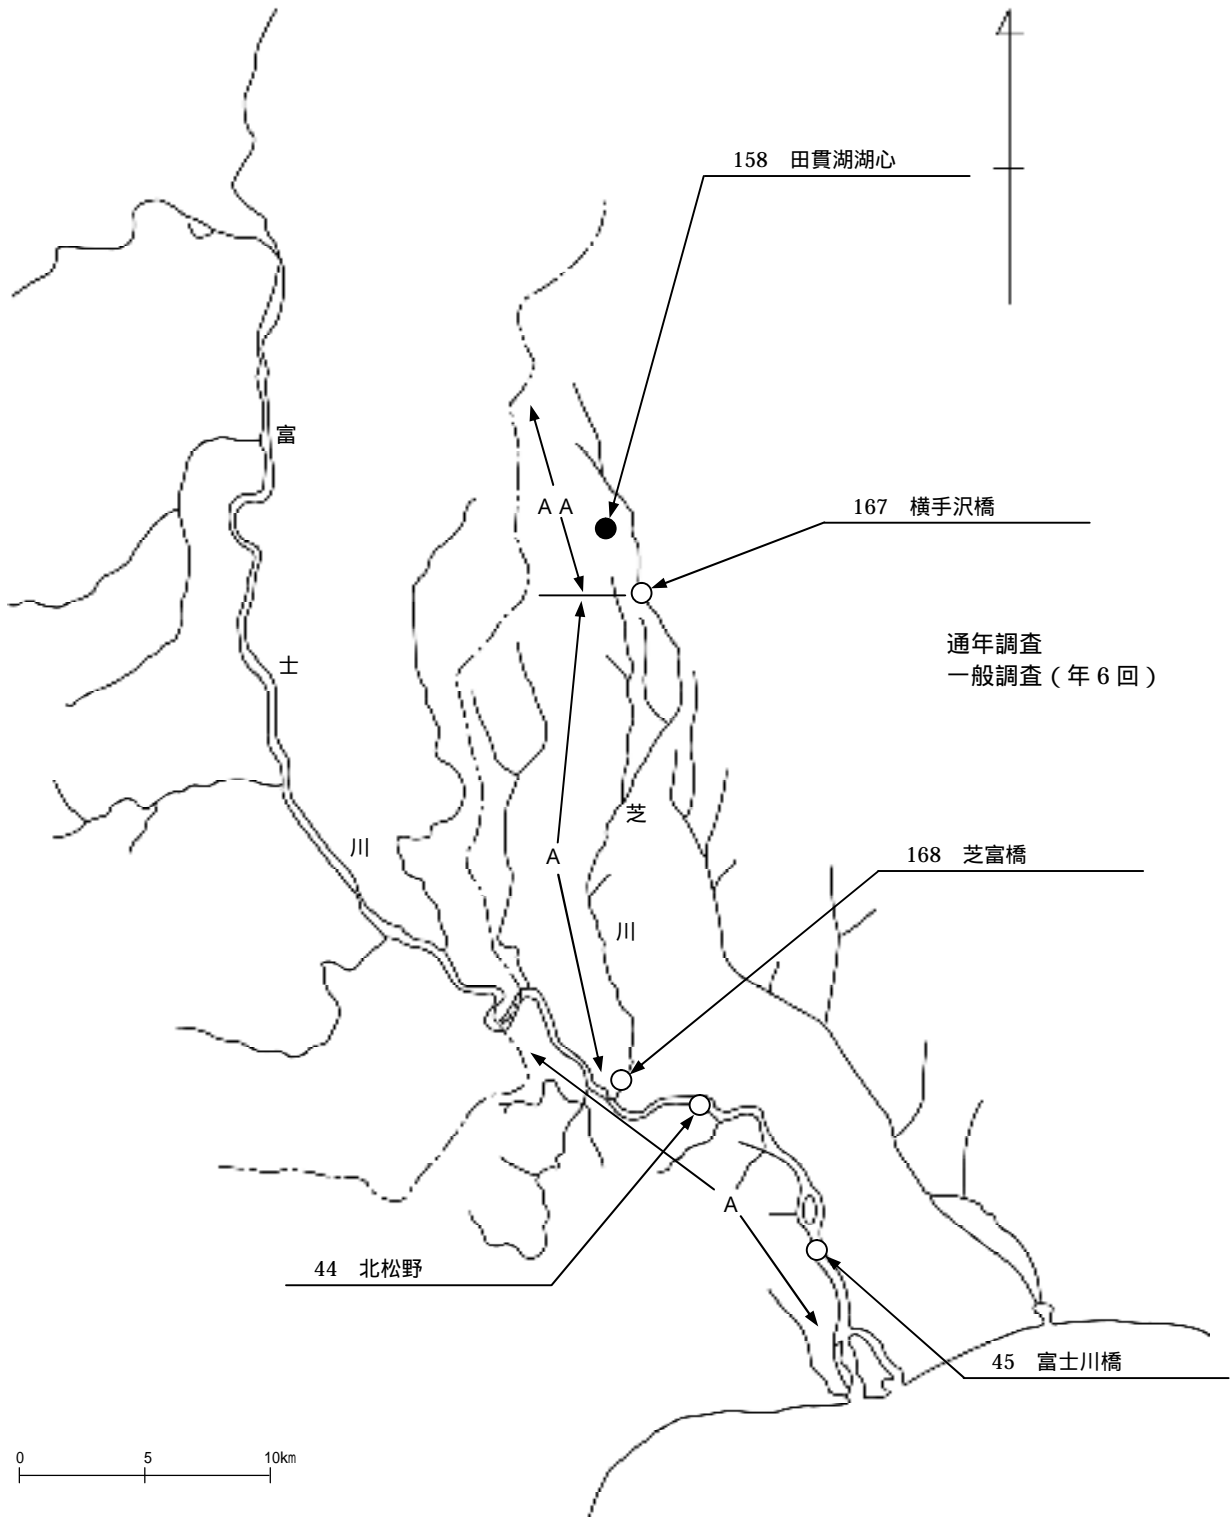 158 田貫湖湖心
富
A A
167 横手沢橋
通年調査
一般調査（年6回）
士
芝
川
A
168 芝富橋
川
A
44 北松野
45 富士川橋
0 5 10km